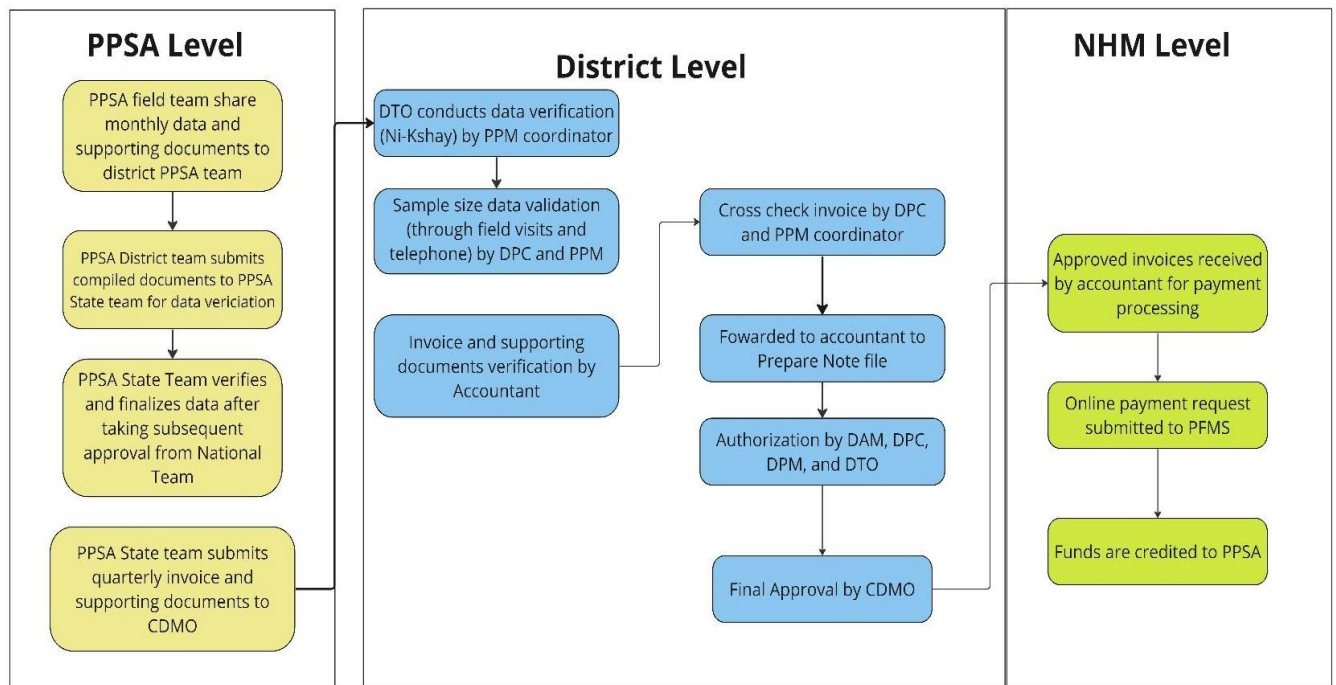 PPSA Level
PPSA field team share
monthly data and
supporting documents to
district PPSA team
PPSA District team submits
compiled documents to PPSA
State team for data vericiation
PPSA State Team verifies
and finalizes data after
taking subsequent
approval from National
Team
PPSA State team submits
quarterly invoice and
supporting documents to
CDMO
District Level
DTO conducts data verification
(Ni-Kshay) by PPM coordinator
Sample size data validation
(through field visits and
telephone) by DPC and PPM
Invoice and supporting
documents verification by
Accountant
Cross check invoice by DPC
and PPM coordinator
Fowarded to accountant to
Prepare Note file
Authorization by DAM, DPC,
DPM, and DTO
Final Approval by CDMO
NHM Level
Approved invoices received
by accountant for payment
processing
Online payment request
submitted to PFMS
Funds are credited to PPSA